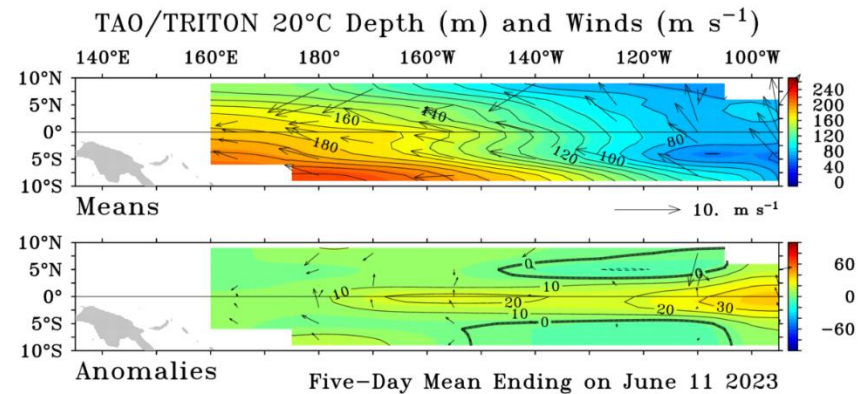 TAO/TRITON 20°C Depth (m) and Winds (m s⁻¹)
140°E 160°E 180° 160°W 140°W 120°W 100°W
10°N
5°N
0°
5°S
10°S
160
180
140
120
100
80
240
200
160
120
80
40
0
Means
10. m s⁻¹
10°N
5°N
0°
5°S
10°S
0
0
10
10
20
10
20
30
0
60
0
−60
Anomalies
Five-Day Mean Ending on June 11 2023